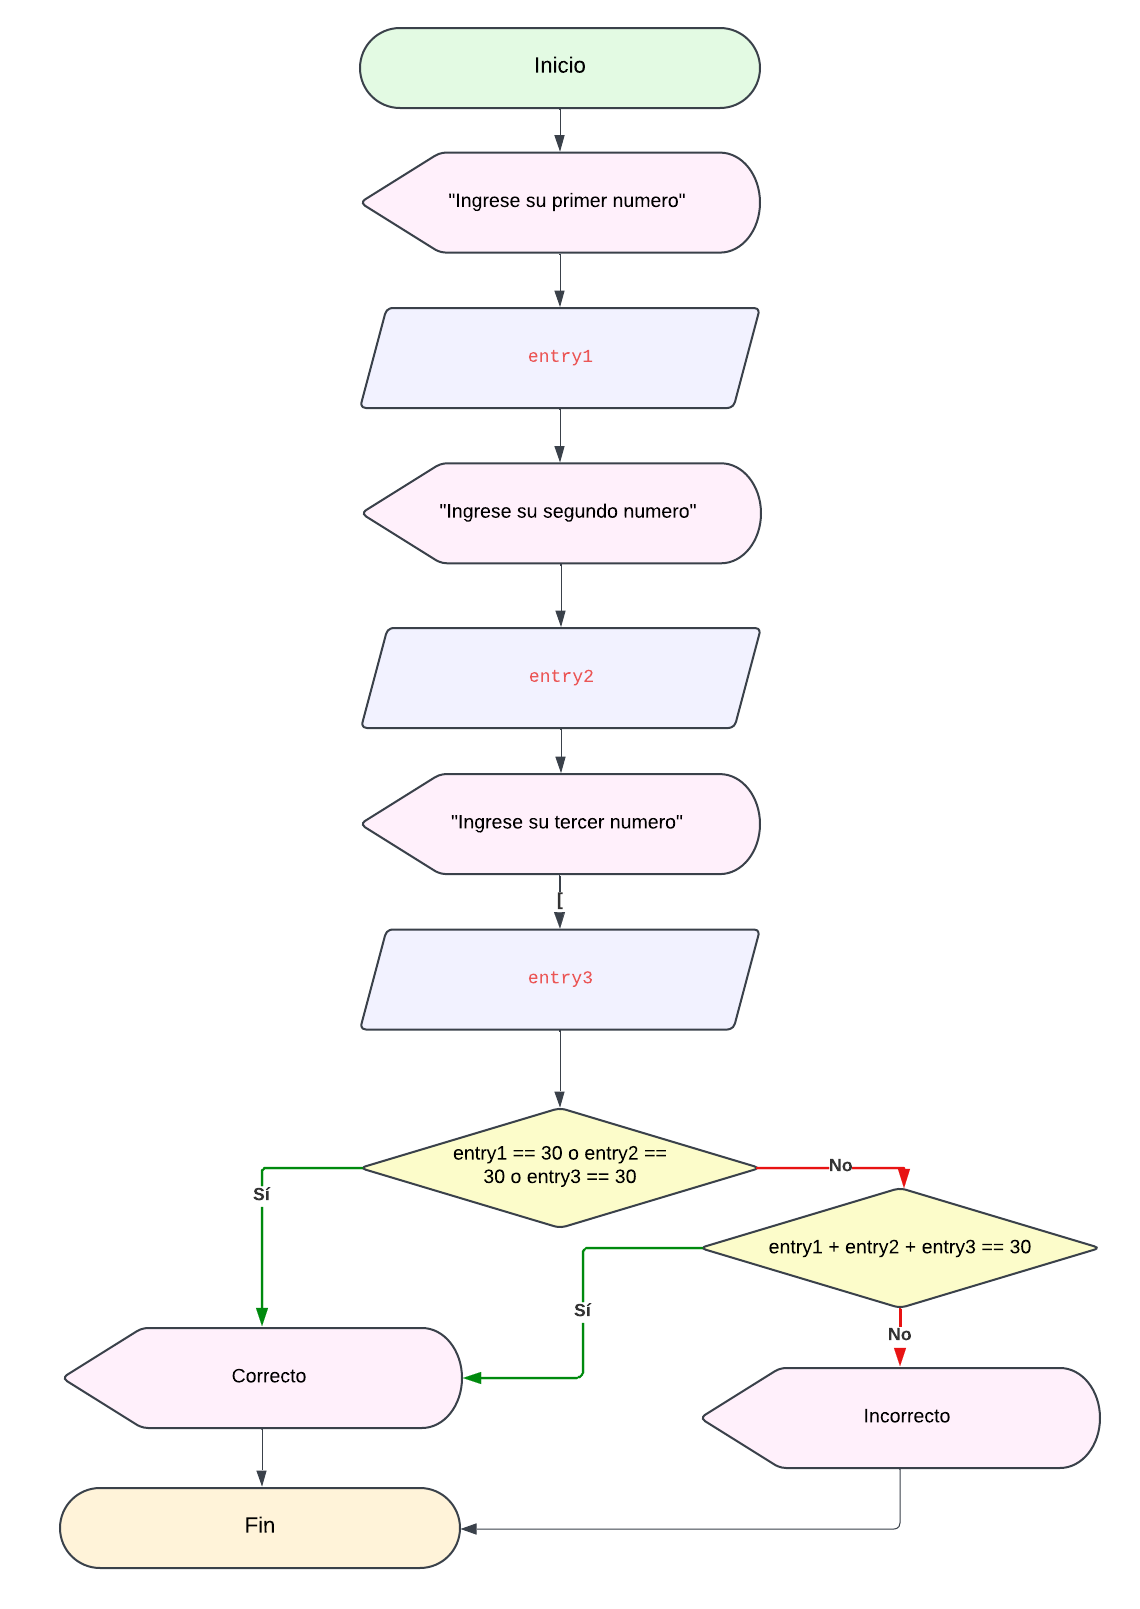 Inicio
"Ingrese su primer numero"
entry1
"Ingrese su segundo numero"
entry2
"Ingrese su tercer numero"
[
entry3
entry1 == 30 o entry2 ==
30 o entry3 == 30
No
Sí
entry1 + entry2 + entry3 == 30
Sí
No
Correcto
Incorrecto
Fin